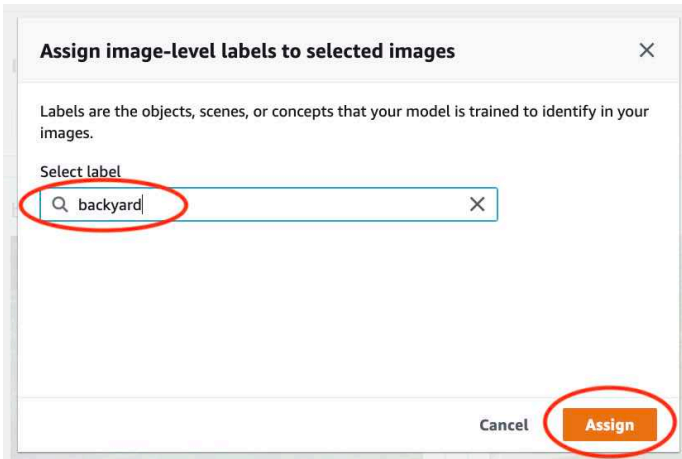 Assign image-level labels to selected images
Labels are the objects, scenes, or concepts that your model is trained to identify in your
images.
Select label
backyard
Cancel
Assign